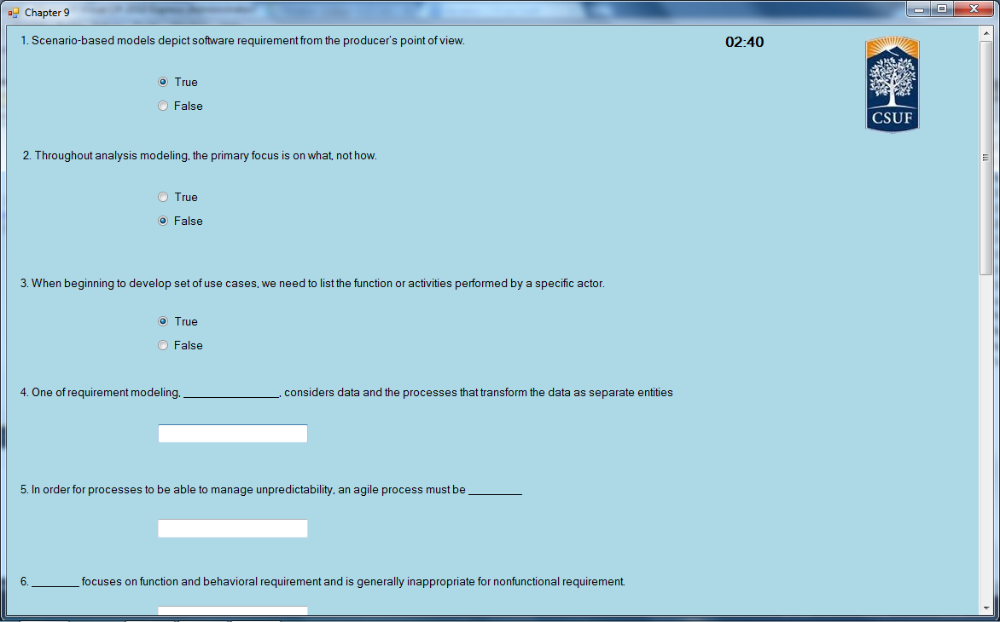 Chapter 9
1. Scenario-based models depict software requirement from the producer's point of view.
02:40
CSUF
True
False
2. Throughout analysis modeling, the primary focus is on what, not how.
True
False
3. When beginning to develop set of use cases, we need to list the function or activities performed by a specific actor.
True
False
4. One of requirement modeling, ________________, considers data and the processes that transform the data as separate entities
5. In order for processes to be able to manage unpredictability, an agile process must be _________
6. ________ focuses on function and behavioral requirement and is generally inappropriate for nonfunctional requirement.